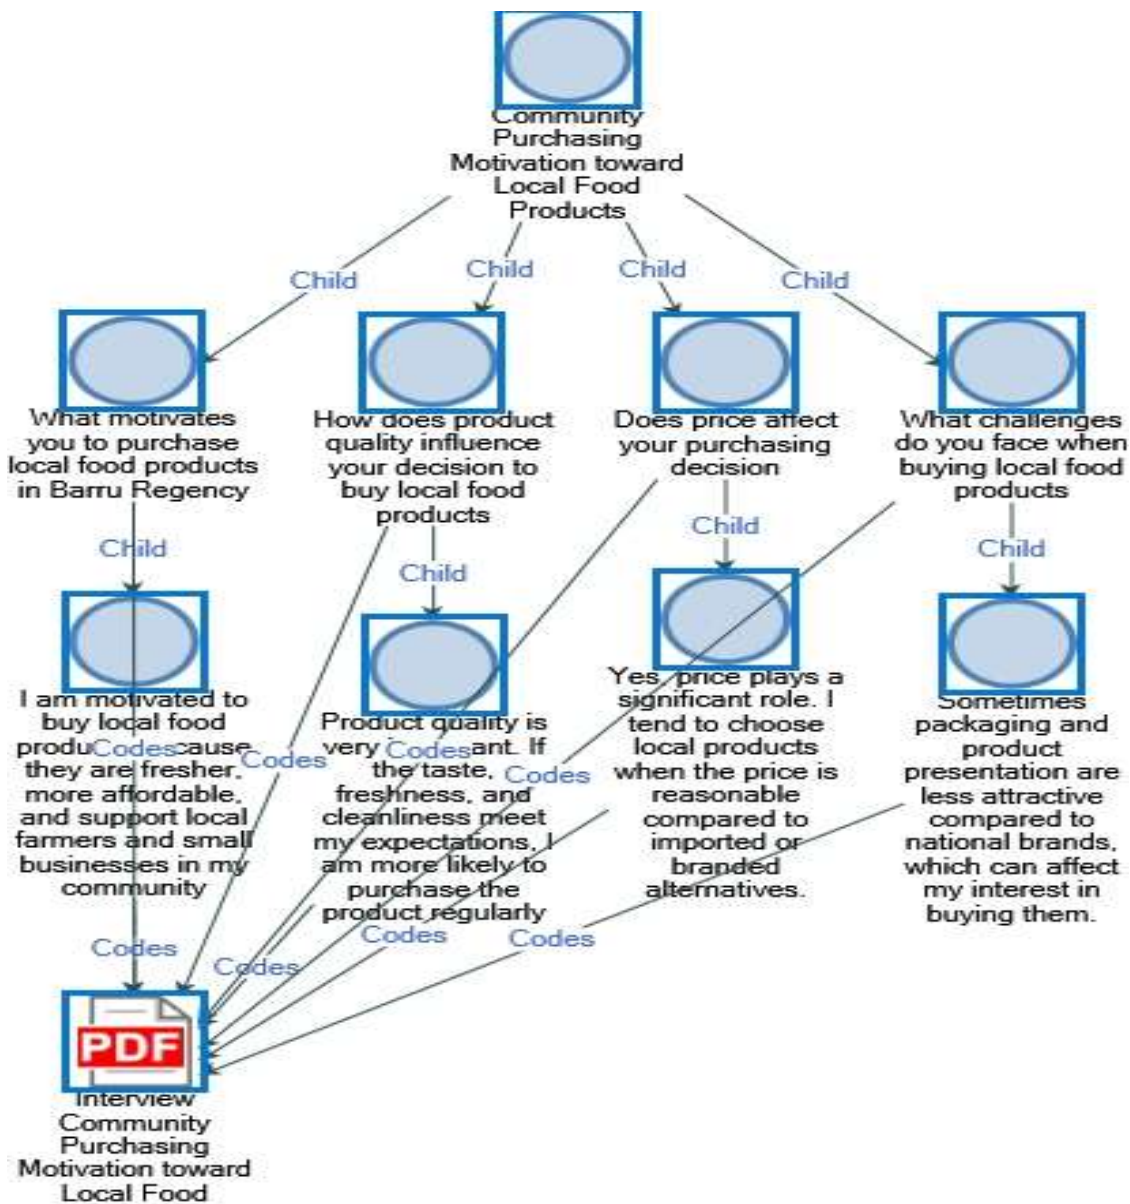 Community
Purchasing
Motivation toward
Local Food
Products
Child
Child
Child
Child
What motivates
you to purchase
local food products
in Barru Regency
How does product
quality influence
your decision to
buy local food
products
Does price affect
your purchasing
decision
What challenges
do you face when
buying local food
products
Child
Child
Child
Child
I am motivated to
buy local food
they are fresher,
more affordable,
and support local
farmers and small
businesses in my
community
Product quality is
very If
the taste,
freshness, and
cleanliness meet
my expectations, I
am more likely to
purchase the
product regularly
Yes, price plays a
significant role. I
tend to choose
local products
when the price is
reasonable
compared to
imported or
branded
alternatives.
Sometimes
packaging and
product
presentation are
less attractive
compared to
national brands,
which can affect
my interest in
buying them.
Codes
Codes
Codes
Codes
Codes
Codes
Codes
Codes
PDF
Interview
Community
Purchasing
Motivation toward
Local Food